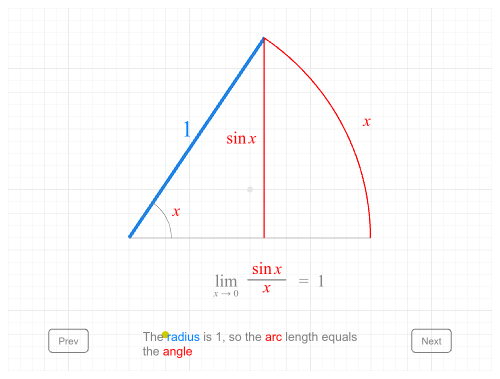 1
sin x
x
x
lim x → 0 sin x / x = 1
Prev
The radius is 1, so the arc length equals
the angle
Next